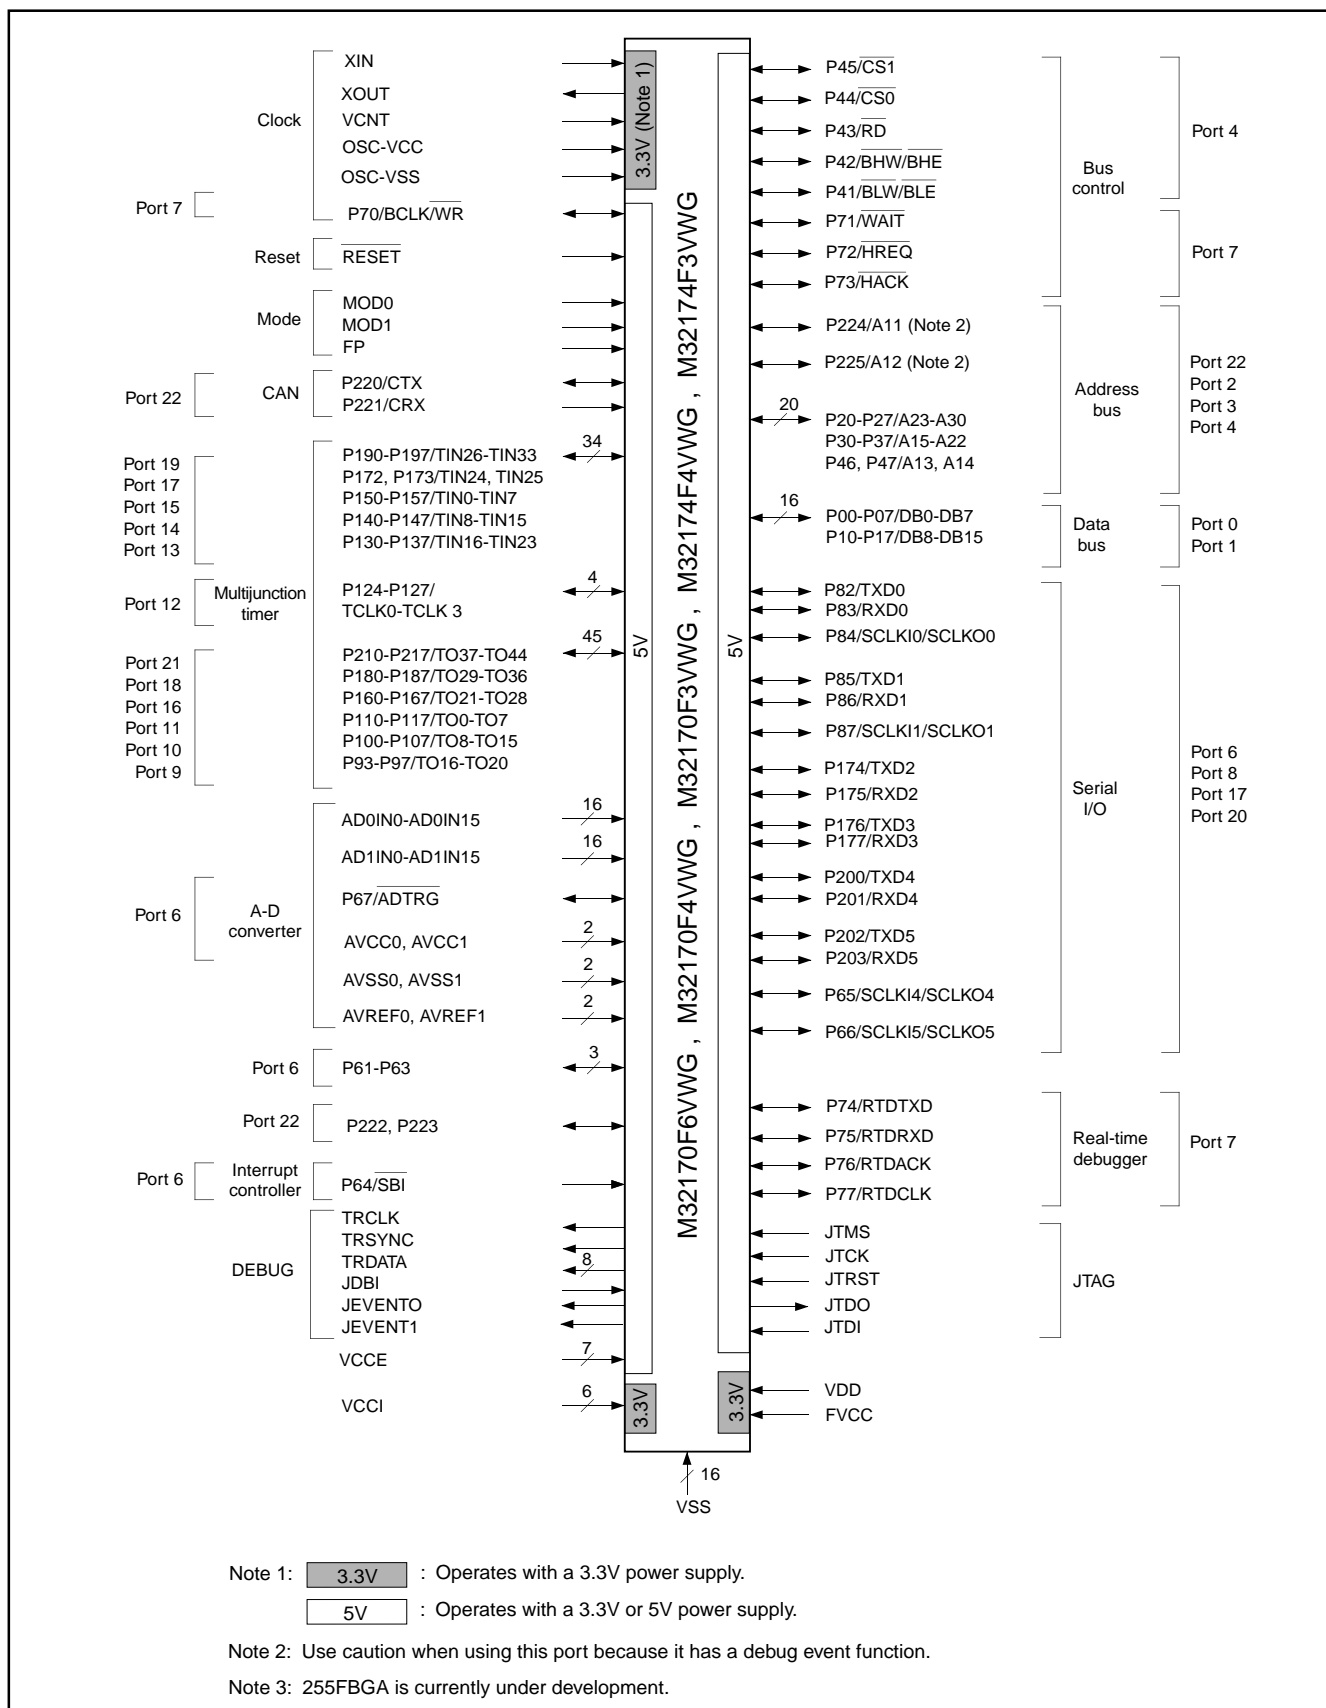 Clock
XIN
XOUT
VCNT
OSC-VCC
OSC-VSS
Port 7
P70/BCLK/WR
Reset
RESET
Mode
MOD0
MOD1
FP
Port 22
CAN
P220/CTX
P221/CRX
Port 19
Port 17
Port 15
Port 14
Port 13
34
P190-P197/TIN26-TIN33
P172, P173/TIN24, TIN25
P150-P157/TIN0-TIN7
P140-P147/TIN8-TIN15
P130-P137/TIN16-TIN23
Port 12
Multijunction
timer
4
P124-P127/
TCLK0-TCLK 3
Port 21
Port 18
Port 16
Port 11
Port 10
Port 9
45
P210-P217/TO37-TO44
P180-P187/TO29-TO36
P160-P167/TO21-TO28
P110-P117/TO0-TO7
P100-P107/TO8-TO15
P93-P97/TO16-TO20
AD0IN0-AD0IN15
16
AD1IN0-AD1IN15
16
Port 6
A-D
converter
P67/ADTRG
AVCC0, AVCC1
2
AVSS0, AVSS1
2
AVREF0, AVREF1
2
Port 6
P61-P63
3
Port 22
P222, P223
Port 6
Interrupt
controller
P64/SBI
DEBUG
TRCLK
TRSYNC
TRDATA
8
JDBI
JEVENTO
JEVENT1
VCCE
7
VCCI
6
3.3V (Note 1)
5V
3.3V
M32170F6VWG , M32170F4VWG , M32170F3VWG , M32174F4VWG , M32174F3VWG
5V
3.3V
16
VSS
P45/CS1
P44/CS0
P43/RD
P42/BHW/BHE
P41/BLW/BLE
P71/WAIT
P72/HREQ
P73/HACK
Bus
control
Port 4
Port 7
P224/A11 (Note 2)
P225/A12 (Note 2)
20
P20-P27/A23-A30
P30-P37/A15-A22
P46, P47/A13, A14
Address
bus
Port 22
Port 2
Port 3
Port 4
16
P00-P07/DB0-DB7
P10-P17/DB8-DB15
Data
bus
Port 0
Port 1
P82/TXD0
P83/RXD0
P84/SCLKI0/SCLKO0
P85/TXD1
P86/RXD1
P87/SCLKI1/SCLKO1
P174/TXD2
P175/RXD2
P176/TXD3
P177/RXD3
P200/TXD4
P201/RXD4
P202/TXD5
P203/RXD5
P65/SCLKI4/SCLKO4
P66/SCLKI5/SCLKO5
Serial
I/O
Port 6
Port 8
Port 17
Port 20
P74/RTDTXD
P75/RTDRXD
P76/RTDACK
P77/RTDCLK
Real-time
debugger
Port 7
JTMS
JTCK
JTRST
JTDO
JTDI
JTAG
VDD
FVCC
Note 1: 3.3V : Operates with a 3.3V power supply.
5V : Operates with a 3.3V or 5V power supply.
Note 2: Use caution when using this port because it has a debug event function.
Note 3: 255FBGA is currently under development.